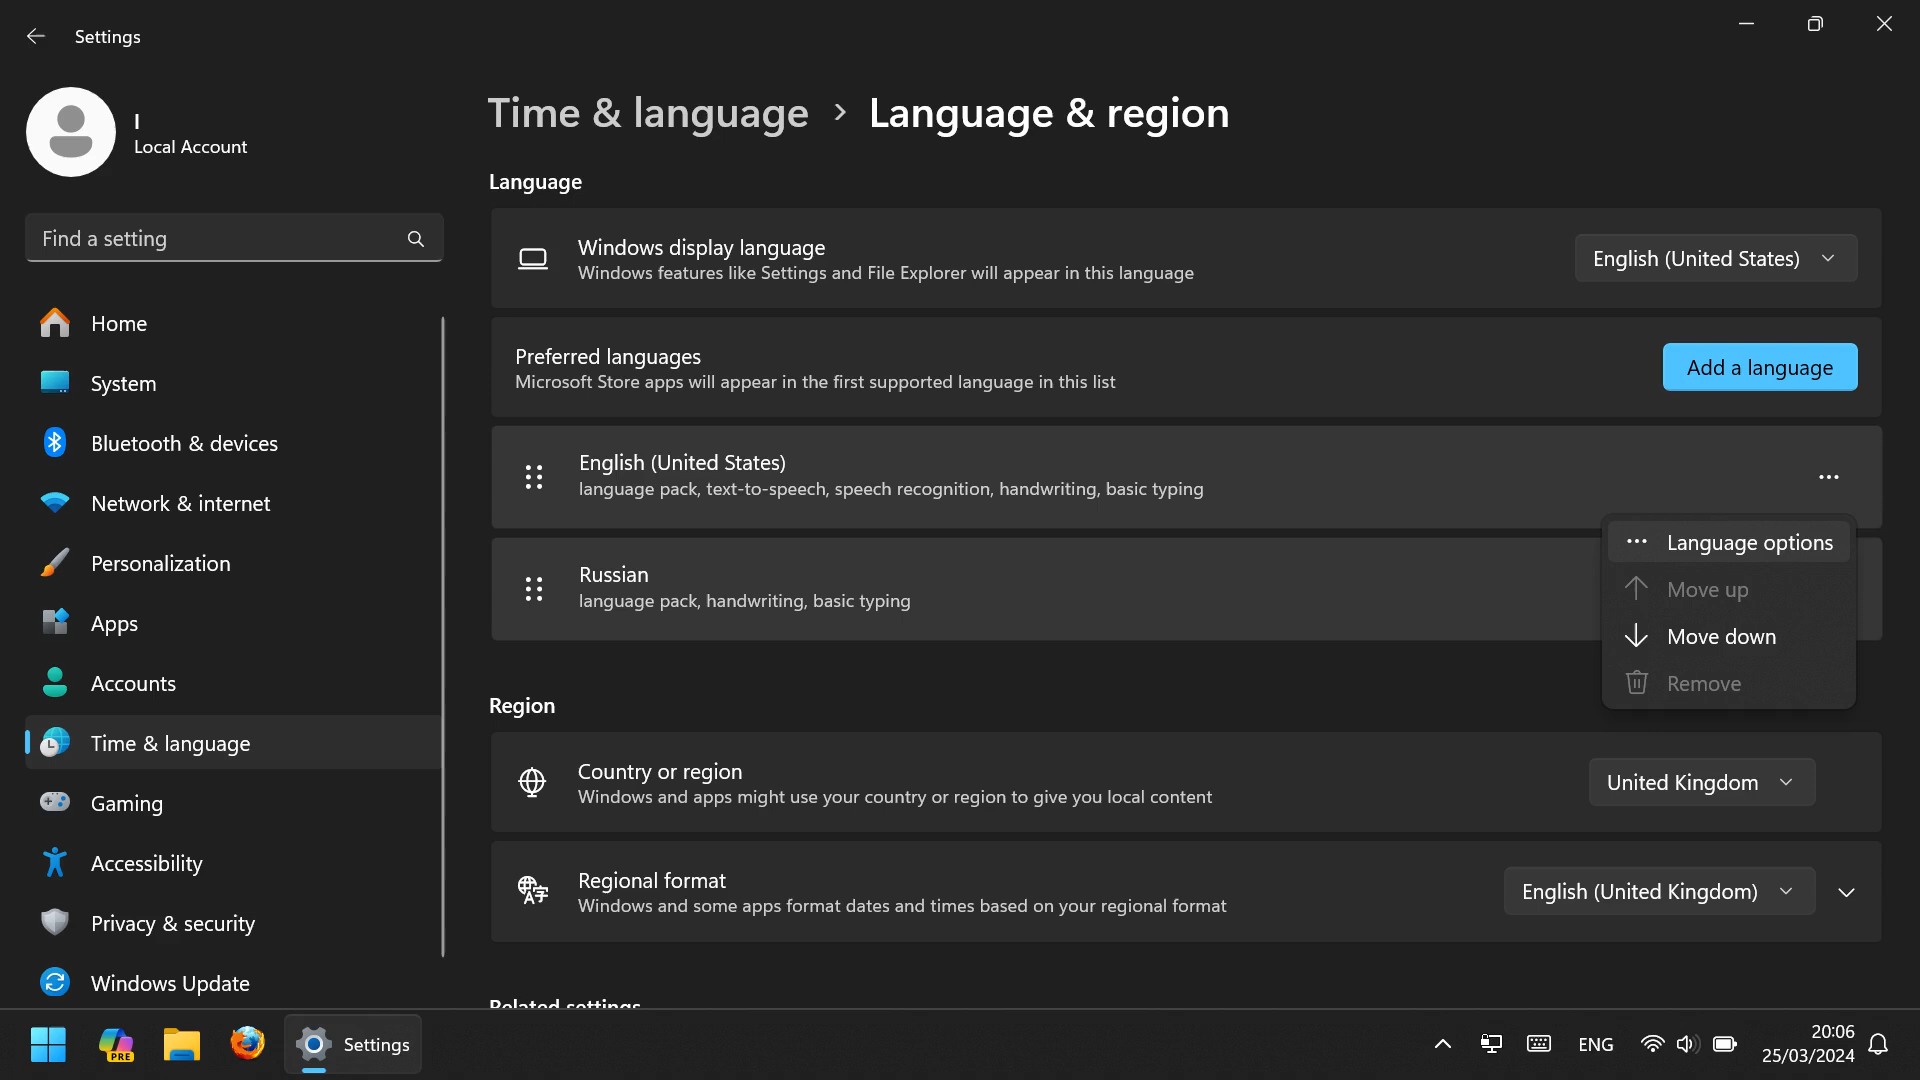 Settings
I
Local Account
Find a setting
Home
System
Bluetooth & devices
Network & internet
Personalization
Apps
Accounts
Time & language
Gaming
Accessibility
Privacy & security
Windows Update
Time & language > Language & region
Language
Windows display language
Windows features like Settings and File Explorer will appear in this language
English (United States)
Preferred languages
Microsoft Store apps will appear in the first supported language in this list
Add a language
English (United States)
language pack, text-to-speech, speech recognition, handwriting, basic typing
Russian
language pack, handwriting, basic typing
Language options
Move up
Move down
Remove
Region
Country or region
Windows and apps might use your country or region to give you local content
United Kingdom
Regional format
Windows and some apps format dates and times based on your regional format
English (United Kingdom)
Related settings
PRE
Settings
ENG
20:06
25/03/2024